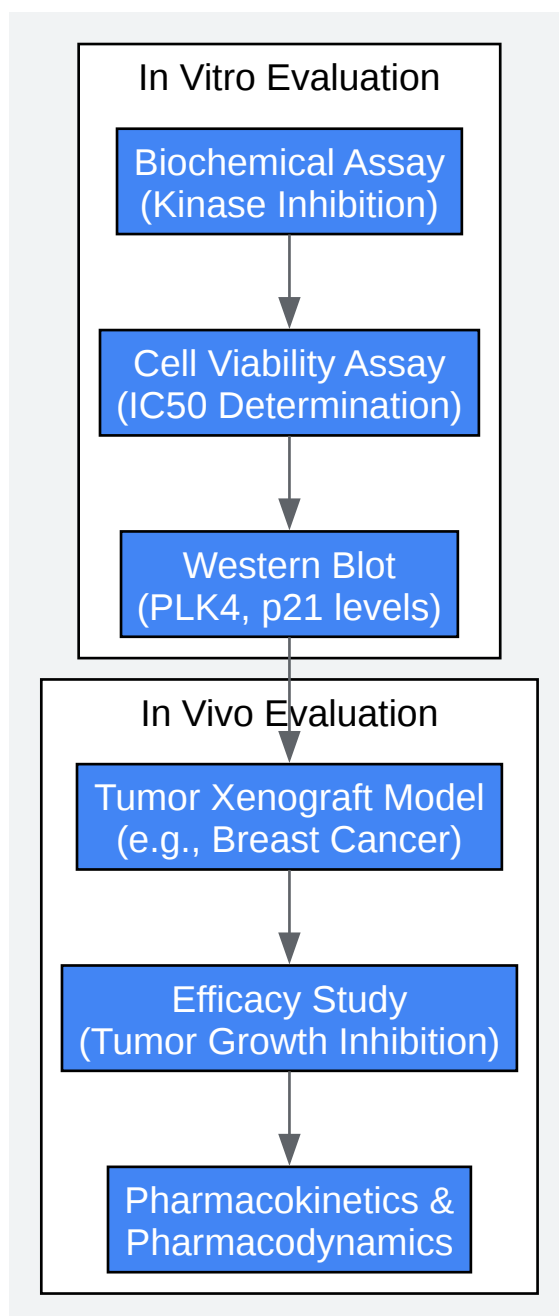 In Vitro Evaluation
Biochemical Assay
(Kinase Inhibition)
Cell Viability Assay
(IC50 Determination)
Western Blot
(PLK4, p21 levels)
In Vivo Evaluation
Tumor Xenograft Model
(e.g., Breast Cancer)
Efficacy Study
(Tumor Growth Inhibition)
Pharmacokinetics &
Pharmacodynamics